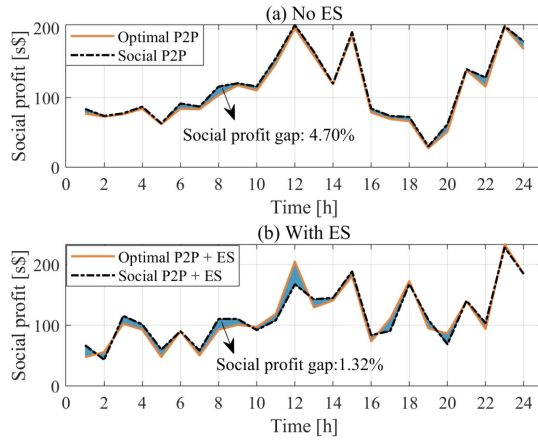 (a) No ES
Optimal P2P
Social P2P
200
100
0
Social profit [s$]
Social profit gap: 4.70%
0 2 4 6 8 10 12 14 16 18 20 22 24
Time [h]
(b) With ES
Optimal P2P + ES
Social P2P + ES
200
100
0
Social profit [s$]
Social profit gap:1.32%
0 2 4 6 8 10 12 14 16 18 20 22 24
Time [h]